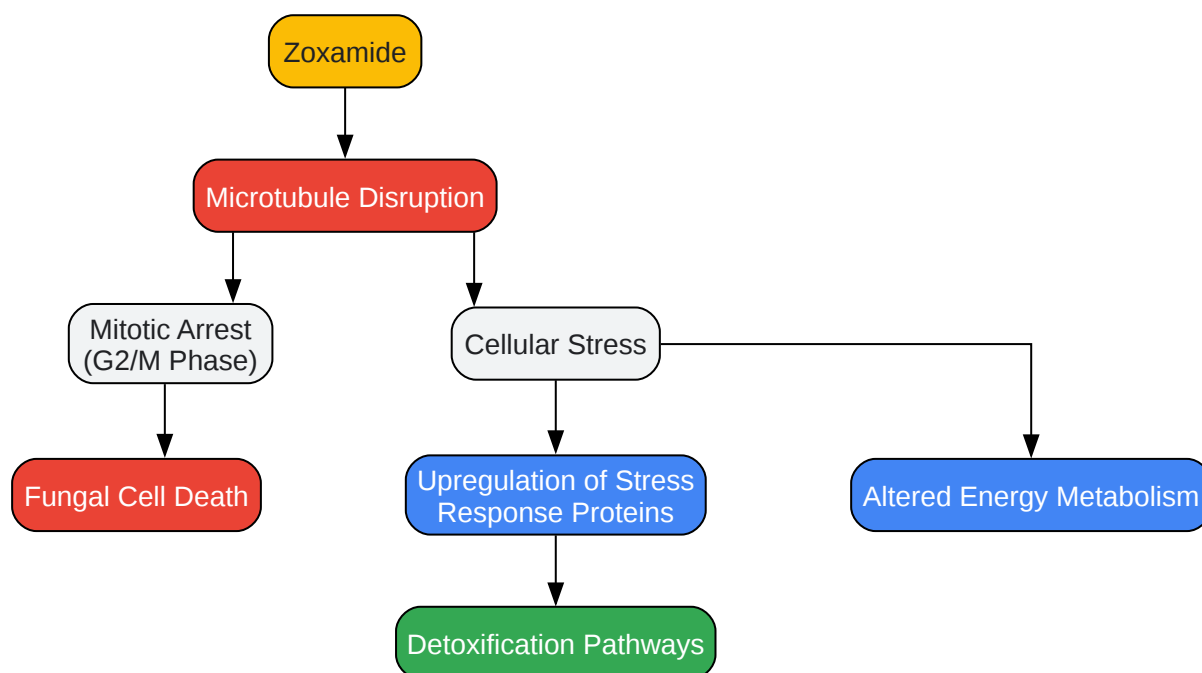 Zoxamide
Microtubule Disruption
Mitotic Arrest
(G2/M Phase)
Cellular Stress
Fungal Cell Death
Upregulation of Stress
Response Proteins
Altered Energy Metabolism
Detoxification Pathways